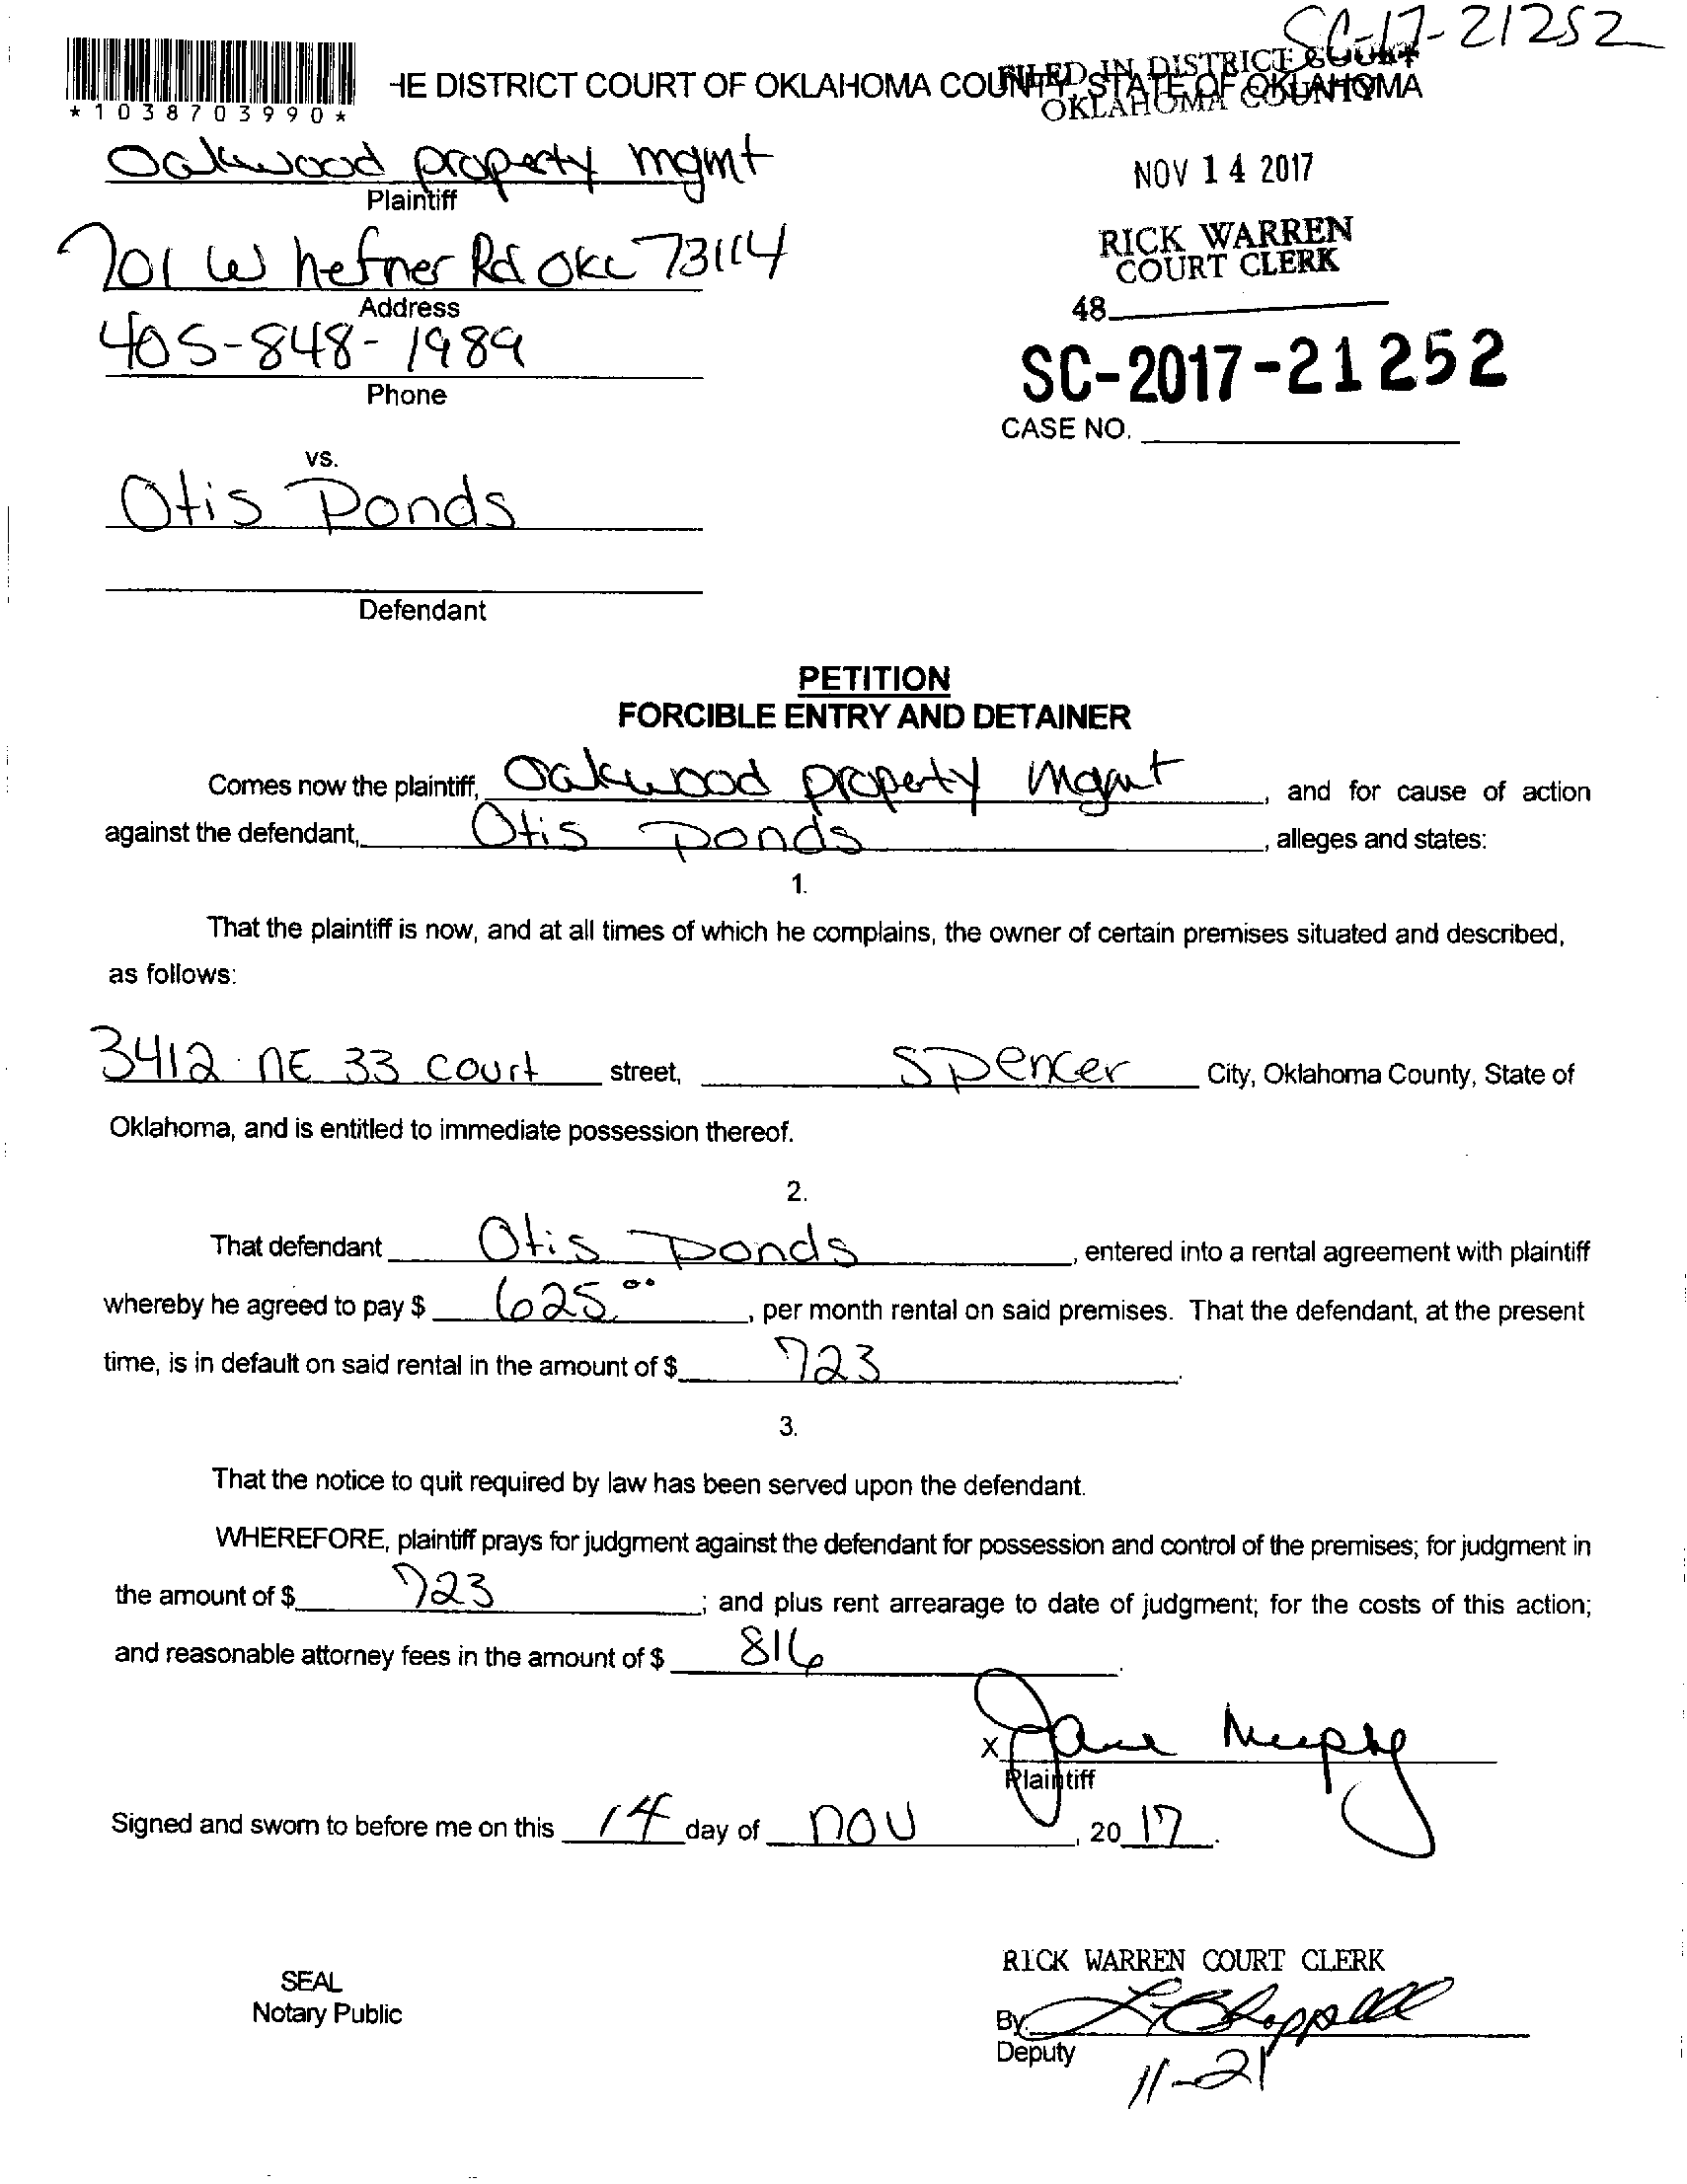 SC-17-21252
HE DISTRICT COURT OF OKLAHOMA COUNTY, STATE OF OKLAHOMA
FILED IN DISTRICT COURT
OKLAHOMA COUNTY
*1038703990*
Oakwood property mgmt
Plaintiff
NOV 14 2017
701 W hefner Rd OKC 73114
Address
RICK WARREN
COURT CLERK
48
405-848-1989
Phone
SC-2017-21252
CASE NO.
vs.
Otis Ponds
Defendant
PETITION
FORCIBLE ENTRY AND DETAINER
Comes now the plaintiff, Oakwood property Mgmt, and for cause of action
against the defendant, Otis Ponds, alleges and states:
1.
That the plaintiff is now, and at all times of which he complains, the owner of certain premises situated and described,
as follows:
3412 NE 33 Court street, Spencer City, Oklahoma County, State of
Oklahoma, and is entitled to immediate possession thereof.
2.
That defendant Otis Ponds, entered into a rental agreement with plaintiff
whereby he agreed to pay $ 625.00, per month rental on said premises. That the defendant, at the present
time, is in default on said rental in the amount of $ 723.
3.
That the notice to quit required by law has been served upon the defendant.
WHEREFORE, plaintiff prays for judgment against the defendant for possession and control of the premises; for judgment in
the amount of $ 723; and plus rent arrearage to date of judgment; for the costs of this action;
and reasonable attorney fees in the amount of $ 816.
x Jane Murphy
Plaintiff
Signed and sworn to before me on this 14 day of nov, 2017.
RICK WARREN COURT CLERK
SEAL
Notary Public
By L Chappell
Deputy
11-21